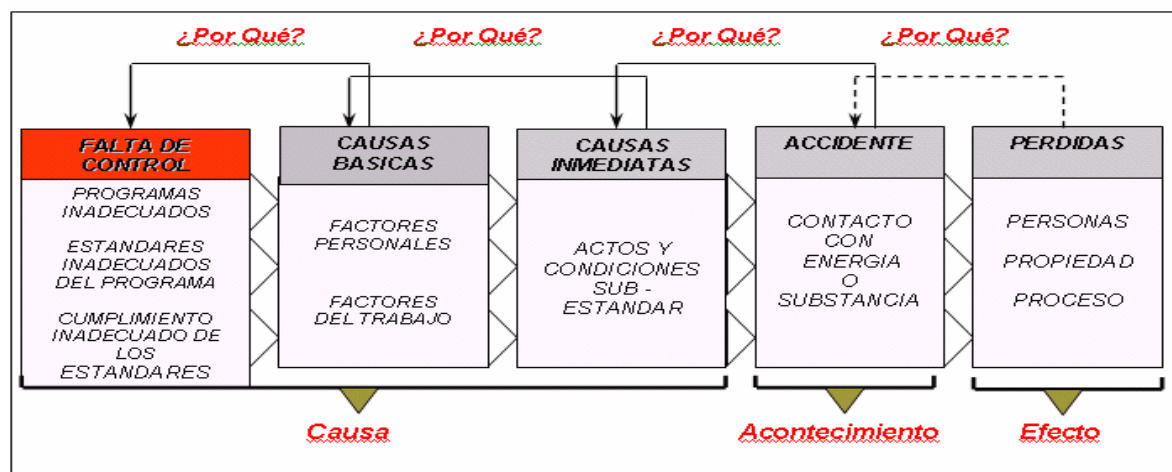 ¿Por Qué? ¿Por Qué? ¿Por Qué? ¿Por Qué?
FALTA DE
CONTROL
PROGRAMAS
INADECUADOS
ESTANDARES
INADECUADOS
DEL PROGRAMA
CUMPLIMIENTO
INADECUADO DE
LOS
ESTANDARES
CAUSAS
BASICAS
FACTORES
PERSONALES
FACTORES
DEL TRABAJO
CAUSAS
INMEDIATAS
ACTOS Y
CONDICIONES
SUB -
ESTANDAR
ACCIDENTE
CONTACTO
CON
ENERGIA
O
SUBSTANCIA
PERDIDAS
PERSONAS
PROPIEDAD
PROCESO
Causa
Acontecimiento
Efecto